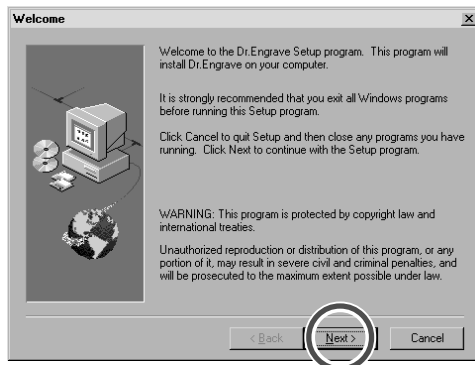 Welcome
Welcome to the Dr.Engrave Setup program. This program will
install Dr.Engrave on your computer.
It is strongly recommended that you exit all Windows programs
before running this Setup program.
Click Cancel to quit Setup and then close any programs you have
running. Click Next to continue with the Setup program.
WARNING: This program is protected by copyright law and
international treaties.
Unauthorized reproduction or distribution of this program, or any
portion of it, may result in severe civil and criminal penalties, and
will be prosecuted to the maximum extent possible under law.
< Back Next > Cancel